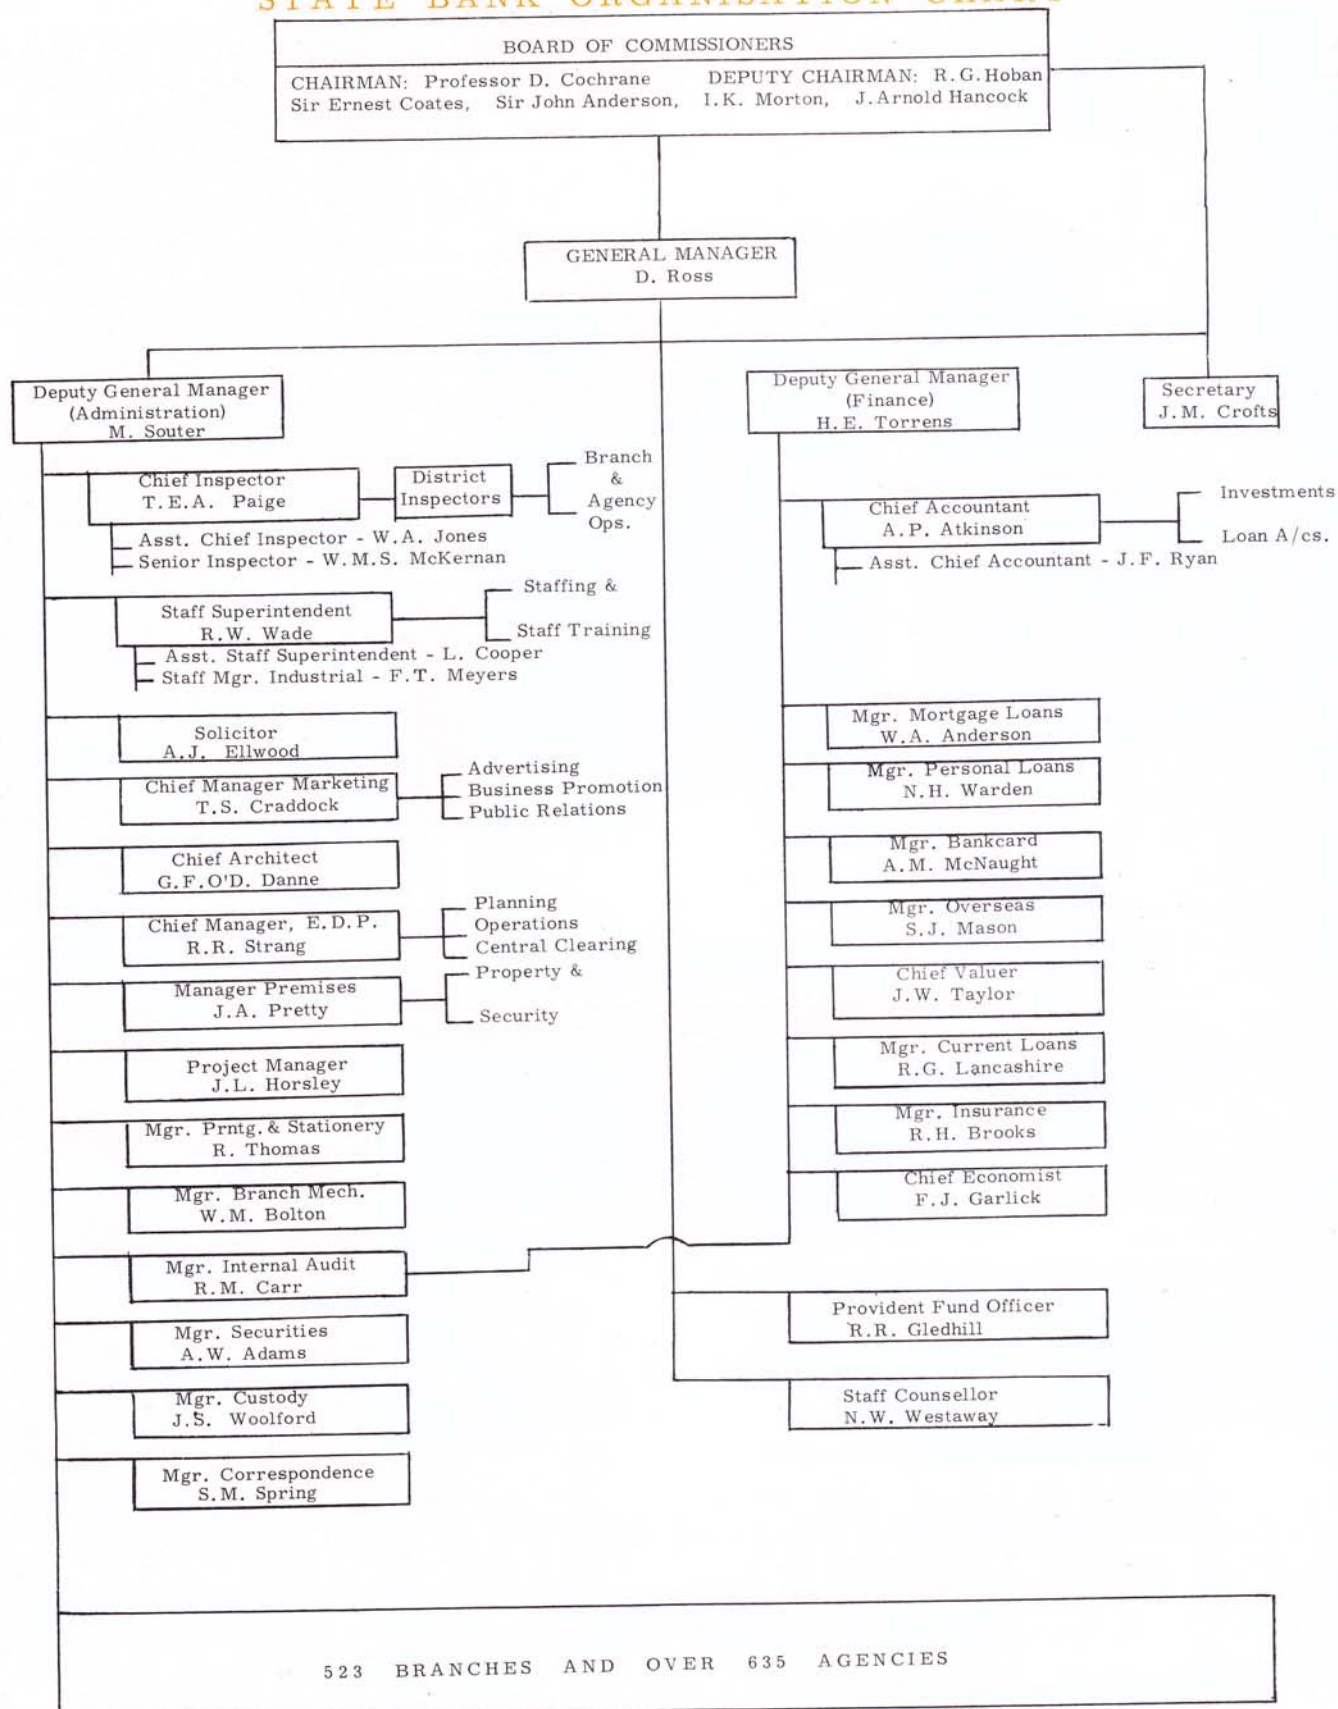 STATE BANK ORGANISATION CHART
BOARD OF COMMISSIONERS
CHAIRMAN: Professor D. Cochrane DEPUTY CHAIRMAN: R.G.Hoban
Sir Ernest Coates, Sir John Anderson, I.K. Morton, J.Arnold Hancock
GENERAL MANAGER
D. Ross
Deputy General Manager
(Administration)
M. Souter
Deputy General Manager
(Finance)
H.E. Torrens
Secretary
J.M. Crofts
Chief Inspector
T.E.A. Paige
District
Inspectors
Branch
&
Agency
Ops.
Asst. Chief Inspector - W.A. Jones
Senior Inspector - W.M.S. McKernan
Staff Superintendent
R.W. Wade
Staffing &
Staff Training
Asst. Staff Superintendent - L. Cooper
Staff Mgr. Industrial - F.T. Meyers
Solicitor
A.J. Ellwood
Chief Manager Marketing
T.S. Craddock
Advertising
Business Promotion
Public Relations
Chief Architect
G.F.O'D. Danne
Chief Manager, E.D.P.
R.R. Strang
Planning
Operations
Central Clearing
Manager Premises
J.A. Pretty
Property &
Security
Project Manager
J.L. Horsley
Mgr. Prntg. & Stationery
R. Thomas
Mgr. Branch Mech.
W.M. Bolton
Mgr. Internal Audit
R.M. Carr
Mgr. Securities
A.W. Adams
Mgr. Custody
J.S. Woolford
Mgr. Correspondence
S.M. Spring
Chief Accountant
A.P. Atkinson
Investments
Loan A/cs.
Asst. Chief Accountant - J.F. Ryan
Mgr. Mortgage Loans
W.A. Anderson
Mgr. Personal Loans
N.H. Warden
Mgr. Bankcard
A.M. McNaught
Mgr. Overseas
S.J. Mason
Chief Valuer
J.W. Taylor
Mgr. Current Loans
R.G. Lancashire
Mgr. Insurance
R.H. Brooks
Chief Economist
F.J. Garlick
Provident Fund Officer
R.R. Gledhill
Staff Counsellor
N.W. Westaway
523 BRANCHES AND OVER 635 AGENCIES